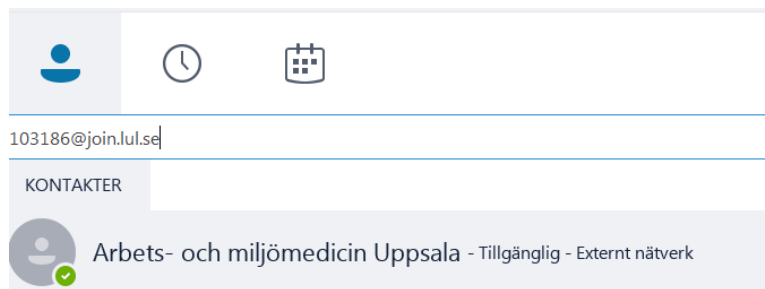 103186@join.lul.se
KONTAKTER
Arbets- och miljömedicin Uppsala - Tillgänglig - Externt nätverk